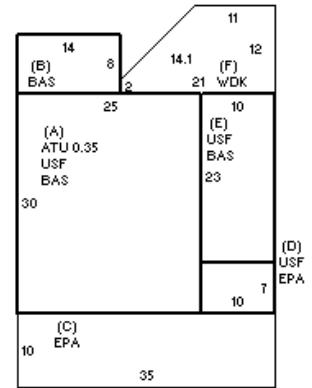 11
14
(B)
BAS
8
14.1
12
(F)
WDK
2
21
25
10
(A)
ATU 0.35
USF
BAS
(E)
USF
BAS
23
30
(D)
USF
EPA
7
10
(C)
EPA
10
35